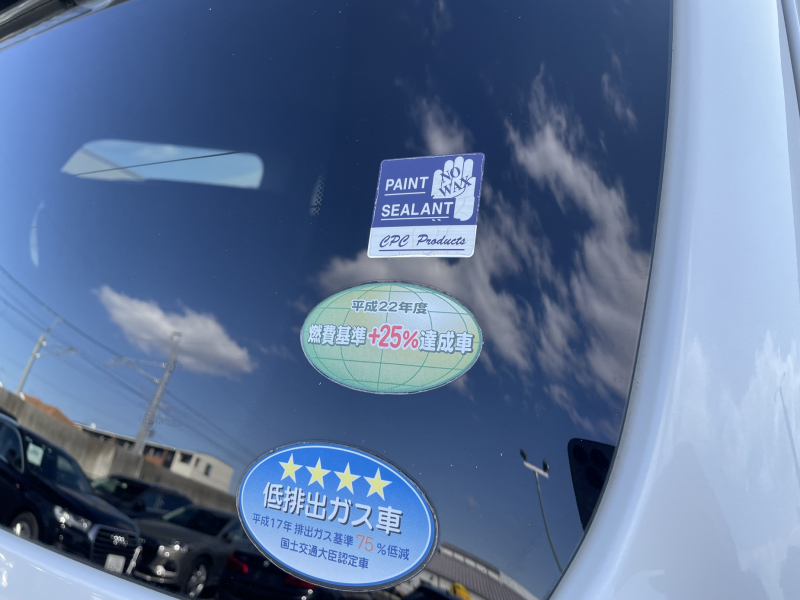 PAINT
SEALANT
NO
WAX
CPC Products
平成22年度
燃費基準+25%達成車
低排出ガス車
平成17年 排出ガス基準75%低減
国土交通大臣認定車